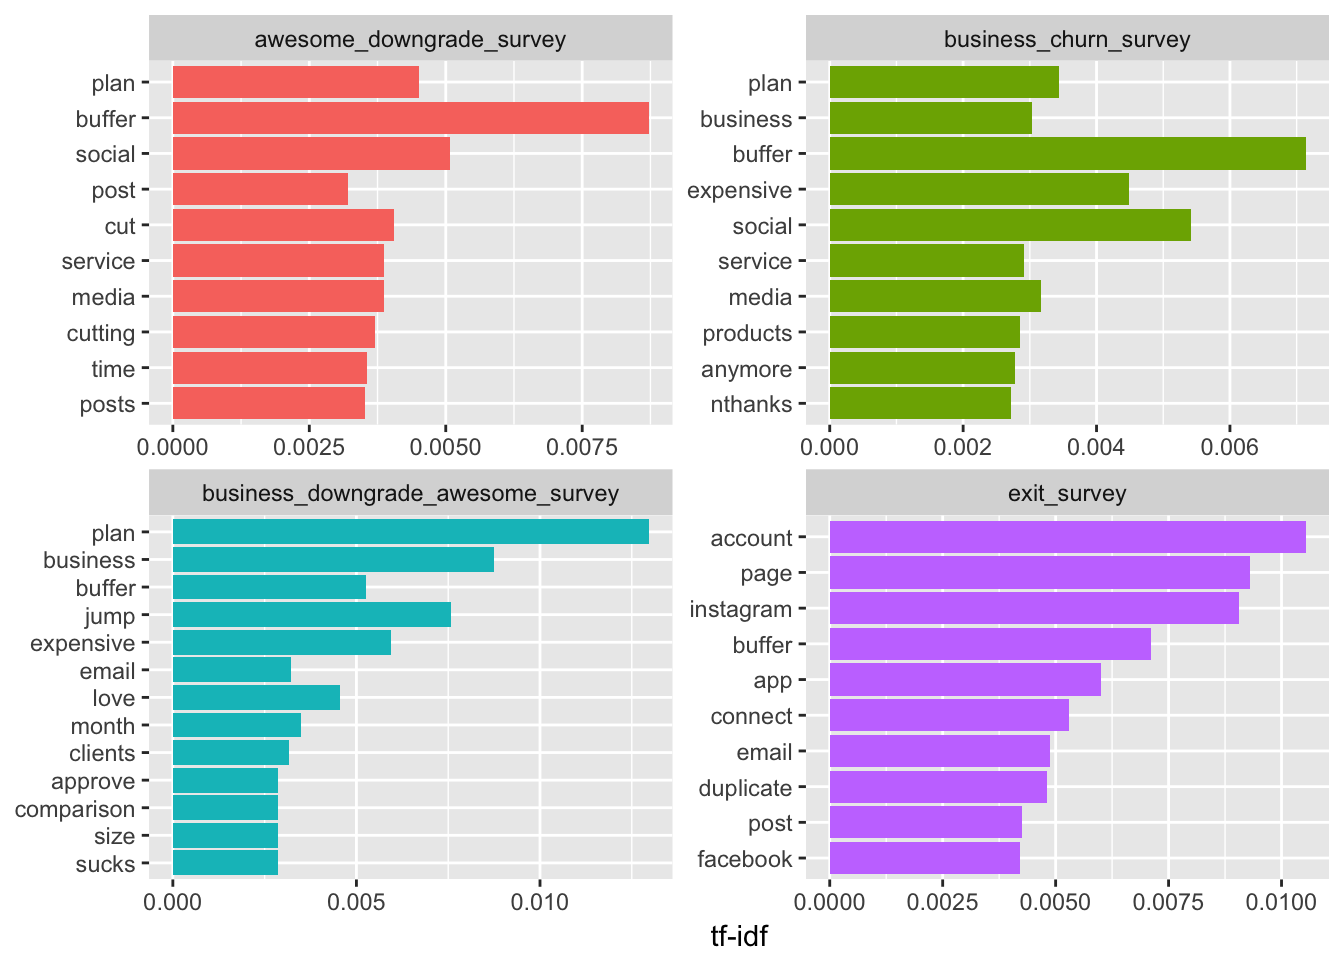 awesome_downgrade_survey
plan
buffer
social
post
cut
service
media
cutting
time
posts
0.0000 0.0025 0.0050 0.0075
business_churn_survey
plan
business
buffer
expensive
social
service
media
products
anymore
nthanks
0.000 0.002 0.004 0.006
business_downgrade_awesome_survey
plan
business
buffer
jump
expensive
email
love
month
clients
approve
comparison
size
sucks
0.000 0.005 0.010
exit_survey
account
page
instagram
buffer
app
connect
email
duplicate
post
facebook
0.0000 0.0025 0.0050 0.0075 0.0100
tf-idf